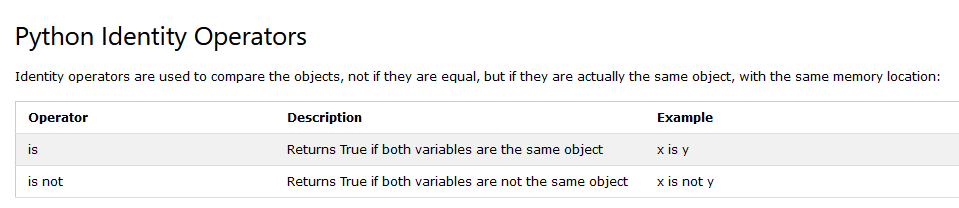 Python Identity Operators
Identity operators are used to compare the objects, not if they are equal, but if they are actually the same object, with the same memory location:
Operator Description Example
is Returns True if both variables are the same object x is y
is not Returns True if both variables are not the same object x is not y